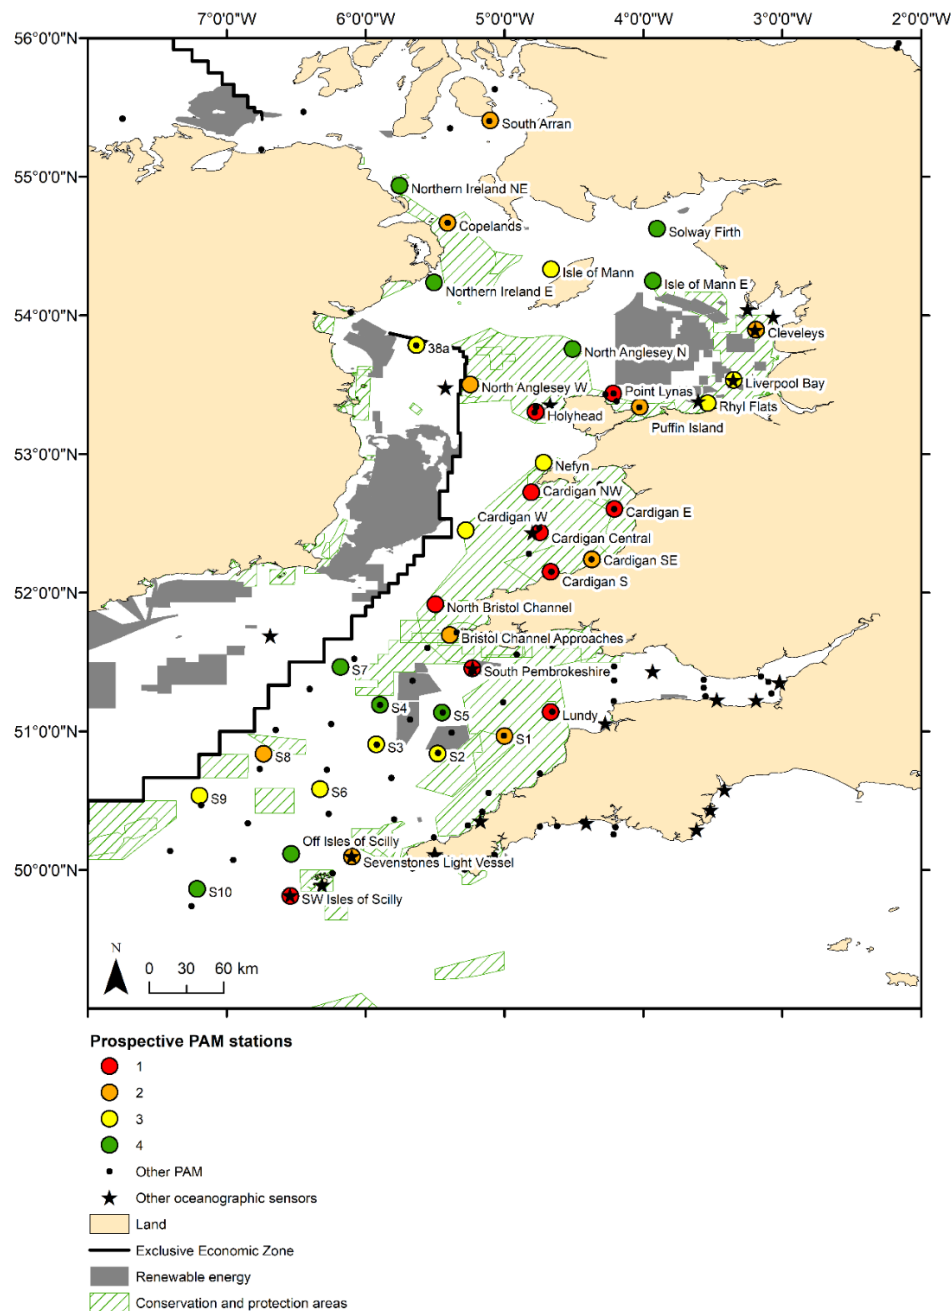 7°0'0"W 6°0'0"W 5°0'0"W 4°0'0"W 3°0'0"W 2°0'0"W
56°0'0"N
South Arran
55°0'0"N
Northern Ireland NE
Copelands
Solway Firth
Isle of Mann
Isle of Mann E
Northern Ireland E
54°0'0"N
Cleveleys
38a
North Anglesey N
North Anglesey W
Liverpool Bay
Point Lynas
Rhyl Flats
Holyhead
Puffin Island
53°0'0"N
Nefyn
Cardigan NW
Cardigan E
Cardigan W
Cardigan Central
Cardigan SE
Cardigan S
52°0'0"N
North Bristol Channel
Bristol Channel Approaches
S7
South Pembrokeshire
S4
S5
Lundy
51°0'0"N
S1
S3
S2
S8
S6
S9
Off Isles of Scilly
50°0'0"N
Sevenstones Light Vessel
S10
SW Isles of Scilly
N
0 30 60 km
Prospective PAM stations
1
2
3
4
Other PAM
Other oceanographic sensors
Land
Exclusive Economic Zone
Renewable energy
Conservation and protection areas